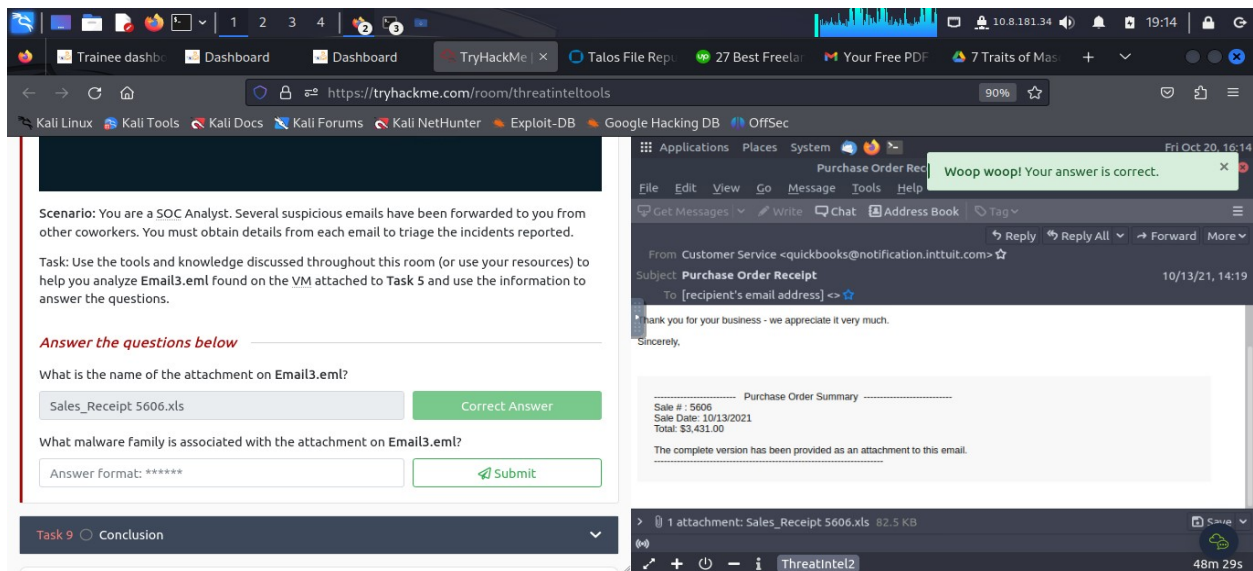 1 2 3 4 2 3 10.8.181.34 19:14
Trainee dashbo Dashboard Dashboard TryHackMe | × Talos File Repu 27 Best Freelan Your Free PDF 7 Traits of Mas
https://tryhackme.com/room/threatinteltools 90%
Kali Linux Kali Tools Kali Docs Kali Forums Kali NetHunter Exploit-DB Google Hacking DB OffSec
Scenario: You are a SOC Analyst. Several suspicious emails have been forwarded to you from
other coworkers. You must obtain details from each email to triage the incidents reported.
Task: Use the tools and knowledge discussed throughout this room (or use your resources) to
help you analyze Email3.eml found on the VM attached to Task 5 and use the information to
answer the questions.
Answer the questions below
What is the name of the attachment on Email3.eml?
Sales_Receipt 5606.xls Correct Answer
What malware family is associated with the attachment on Email3.eml?
Answer format: ****** Submit
Task 9 Conclusion
Applications Places System Fri Oct 20, 16:14
Purchase Order Rec
Woop woop! Your answer is correct. ×
File Edit View Go Message Tools Help
Get Messages Write Chat Address Book Tag
Reply Reply All Forward More
From Customer Service <quickbooks@notification.inttuit.com>
Subject Purchase Order Receipt 10/13/21, 14:19
To [recipient's email address] <>
Thank you for your business - we appreciate it very much.
Sincerely,
------------------------- Purchase Order Summary ---------------------------
Sale # : 5606
Sale Date: 10/13/2021
Total: $3,431.00
The complete version has been provided as an attachment to this email.
----------------------------------------------------------------------
1 attachment: Sales_Receipt 5606.xls 82.5 KB Save
ThreatIntel2 48m 29s